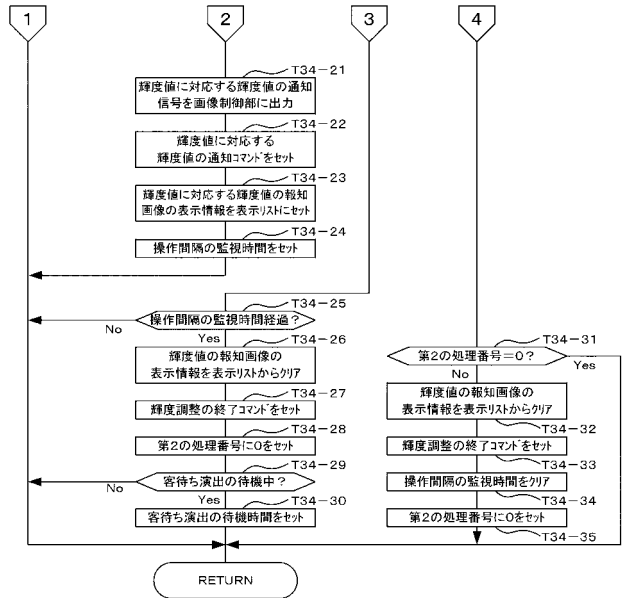 1
2
3
4
T34-21
輝度値に対応する輝度値の通知
信号を画像制御部に出力
T34-22
輝度値に対応する
輝度値の通知コマンドをセット
T34-23
輝度値に対応する輝度値の報知
画像の表示情報を表示リストにセット
T34-24
操作間隔の監視時間をセット
T34-25
操作間隔の監視時間経過？
No
Yes
T34-26
輝度値の報知画像の
表示情報を表示リストからクリア
T34-27
輝度調整の終了コマンドをセット
T34-28
第2の処理番号に0をセット
T34-29
客待ち演出の待機中？
No
Yes
T34-30
客待ち演出の待機時間をセット
T34-31
第2の処理番号=0？
Yes
No
輝度値の報知画像の
表示情報を表示リストからクリア
T34-32
輝度調整の終了コマンドをセット
T34-33
操作間隔の監視時間をクリア
T34-34
第2の処理番号に0をセット
T34-35
RETURN